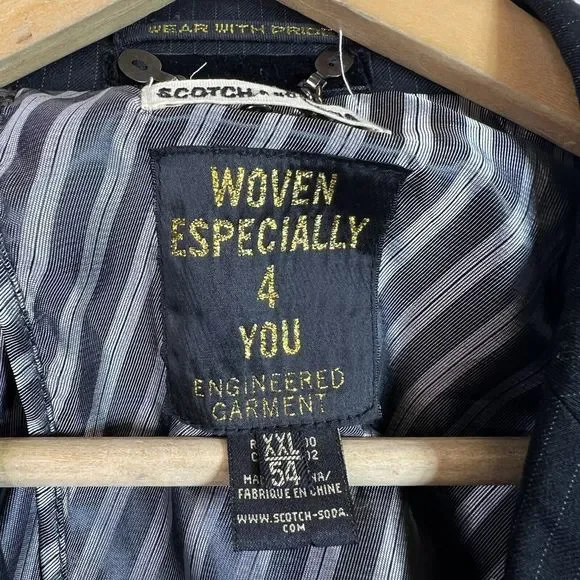 WEAR WITH PRIDE
SCOTCH
WOVEN
ESPECIALLY
4
YOU
ENGINEERED
GARMENT
XXL
54
FABRIQUE EN CHINE
WWW.SCOTCH-SODA.
COM